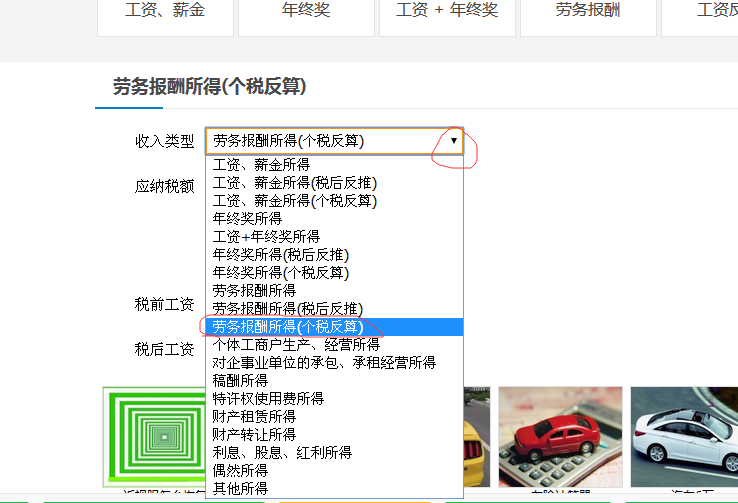 工资、薪金
年终奖
工资 + 年终奖
劳务报酬
工资
劳务报酬所得(个税反算)
收入类型
劳务报酬所得(个税反算)
应纳税额
工资、薪金所得
工资、薪金所得(税后反推)
工资、薪金所得(个税反算)
年终奖所得
工资+年终奖所得
年终奖所得(税后反推)
年终奖所得(个税反算)
劳务报酬所得
劳务报酬所得(税后反推)
劳务报酬所得(个税反算)
个体工商户生产、经营所得
对企事业单位的承包、承租经营所得
稿酬所得
特许权使用费所得
财产租赁所得
财产转让所得
利息、股息、红利所得
偶然所得
其他所得
税前工资
税后工资